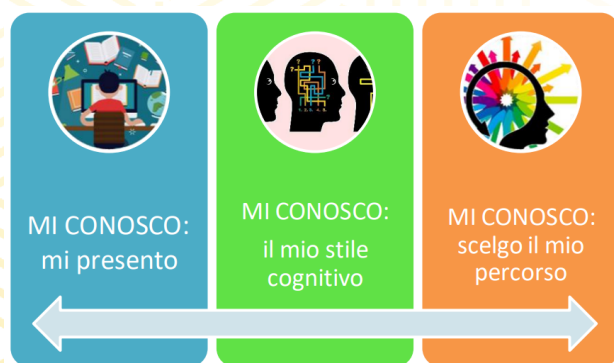 MI CONOSCO:
mi presento
MI CONOSCO:
il mio stile
cognitivo
MI CONOSCO:
scelgo il mio
percorso